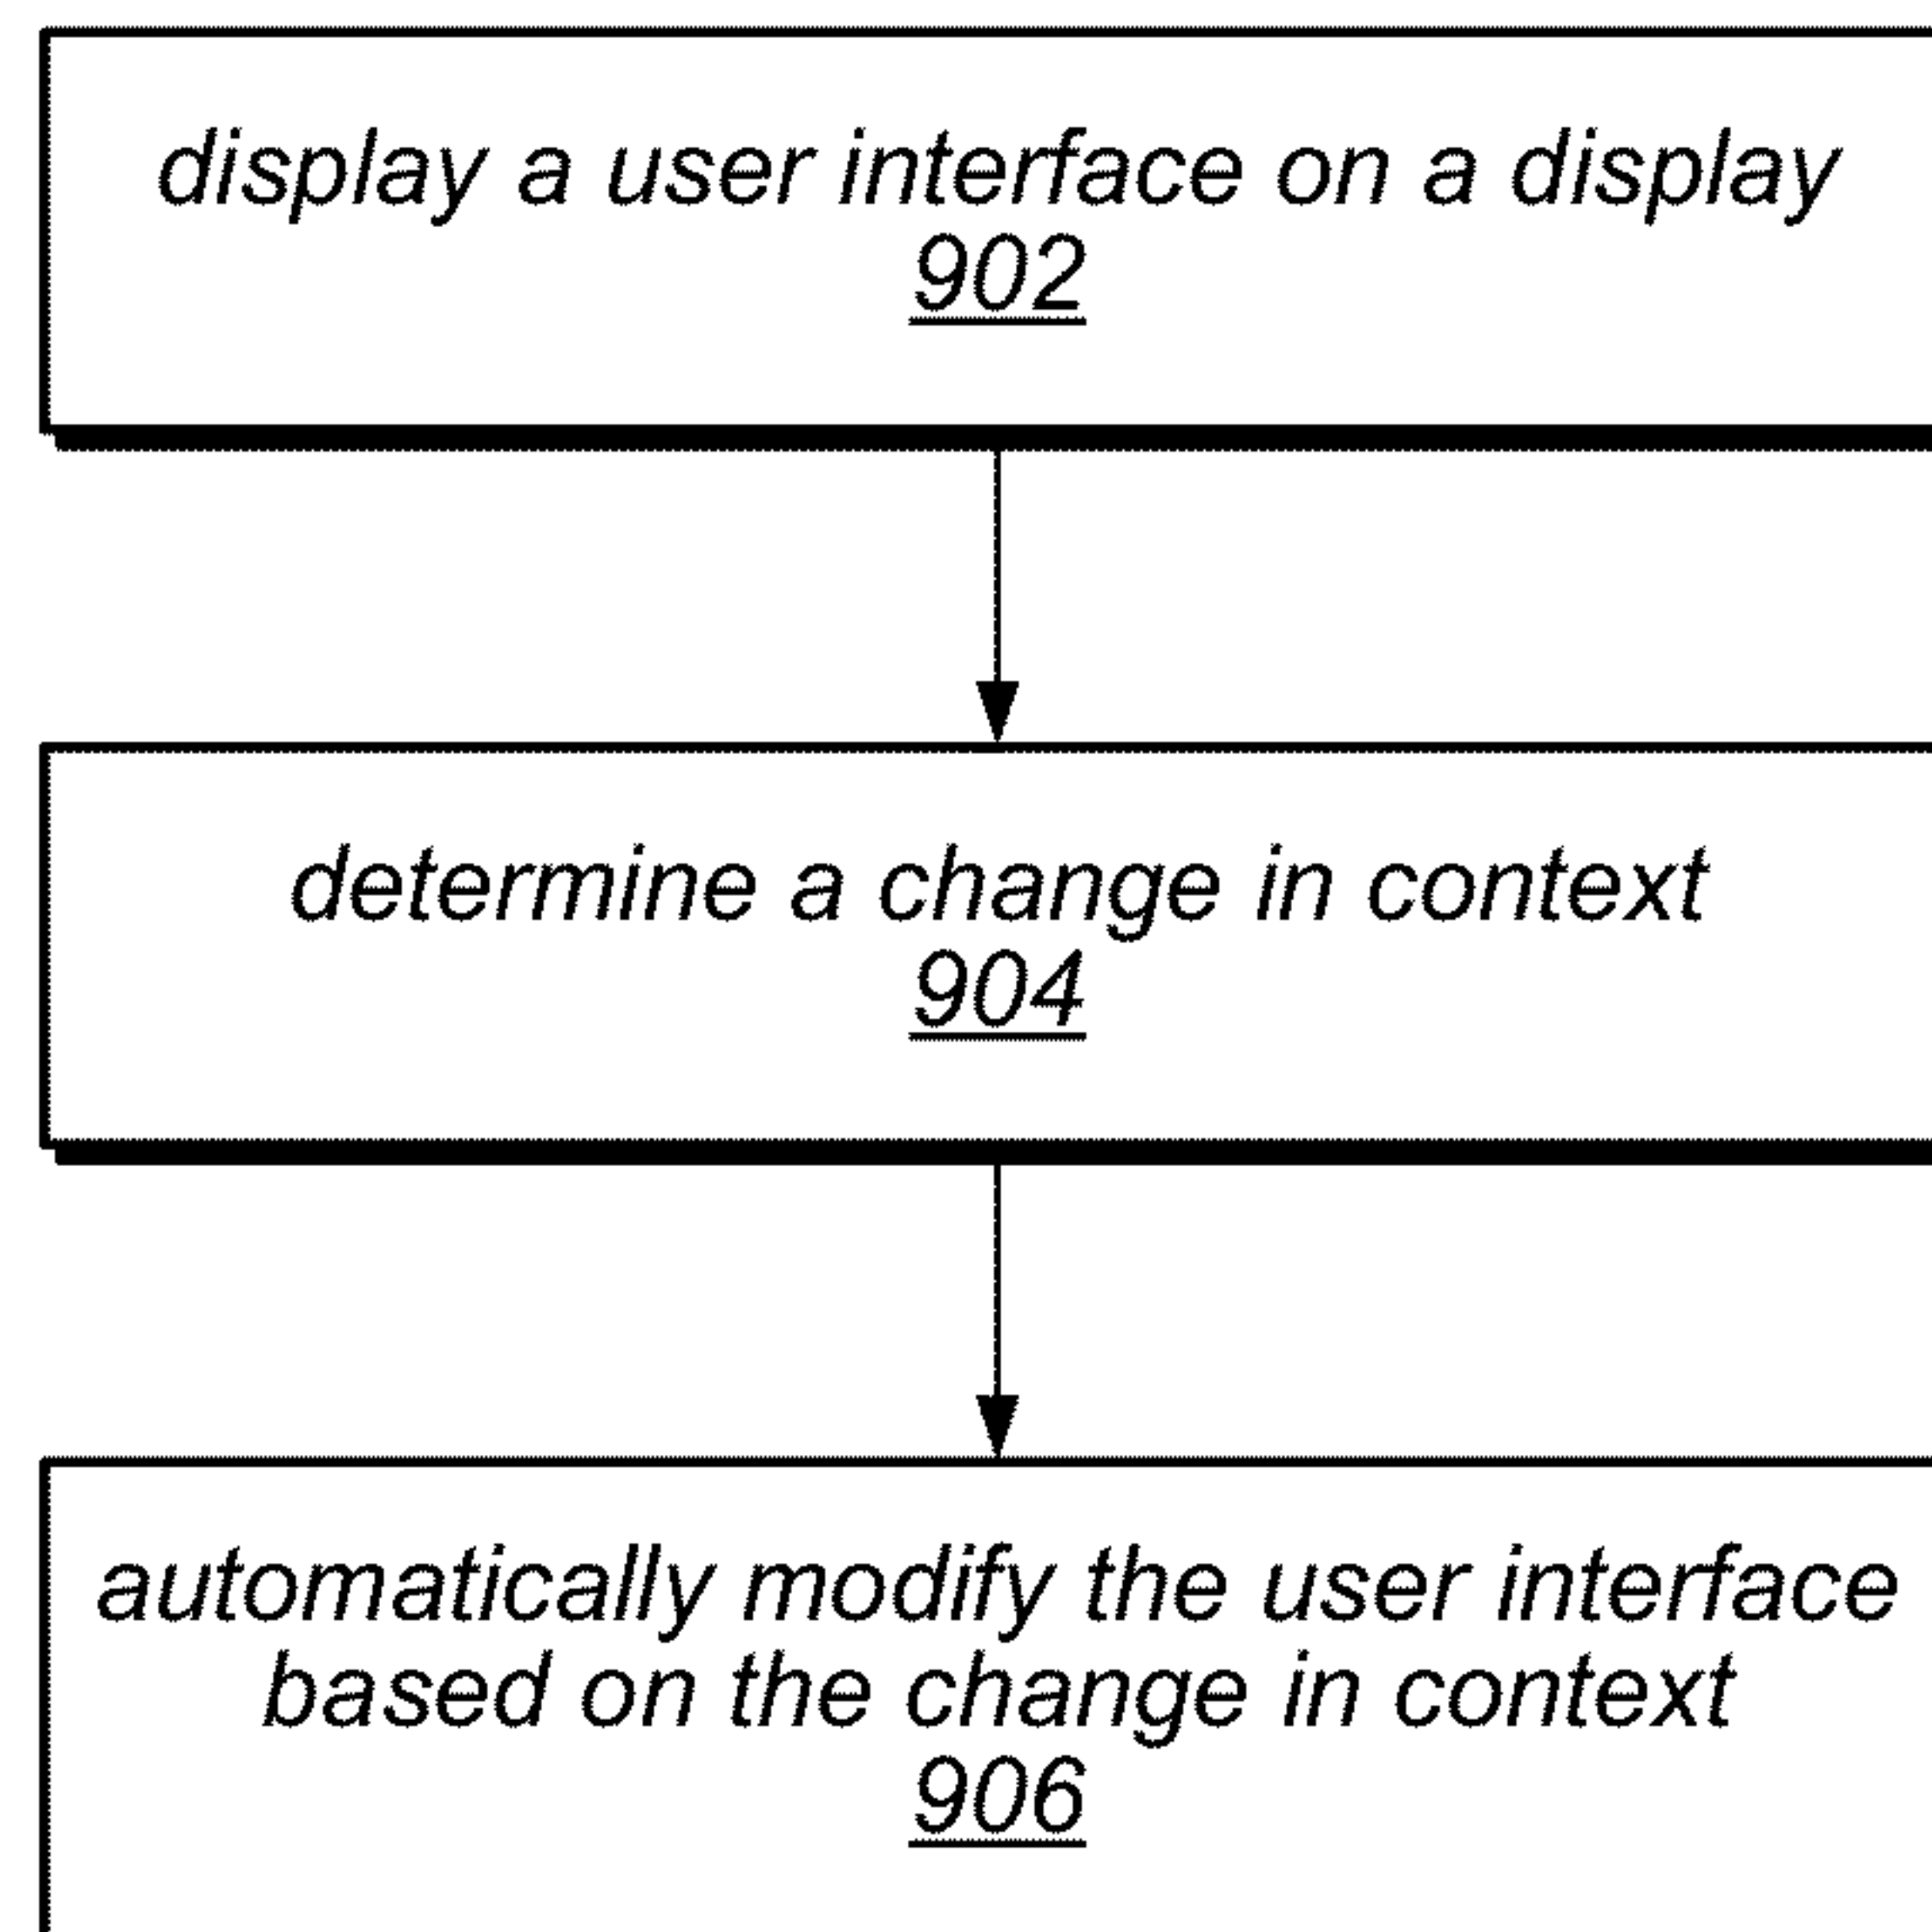 display a user interface on a display
902
determine a change in context
904
automatically modify the user interface
based on the change in context
906